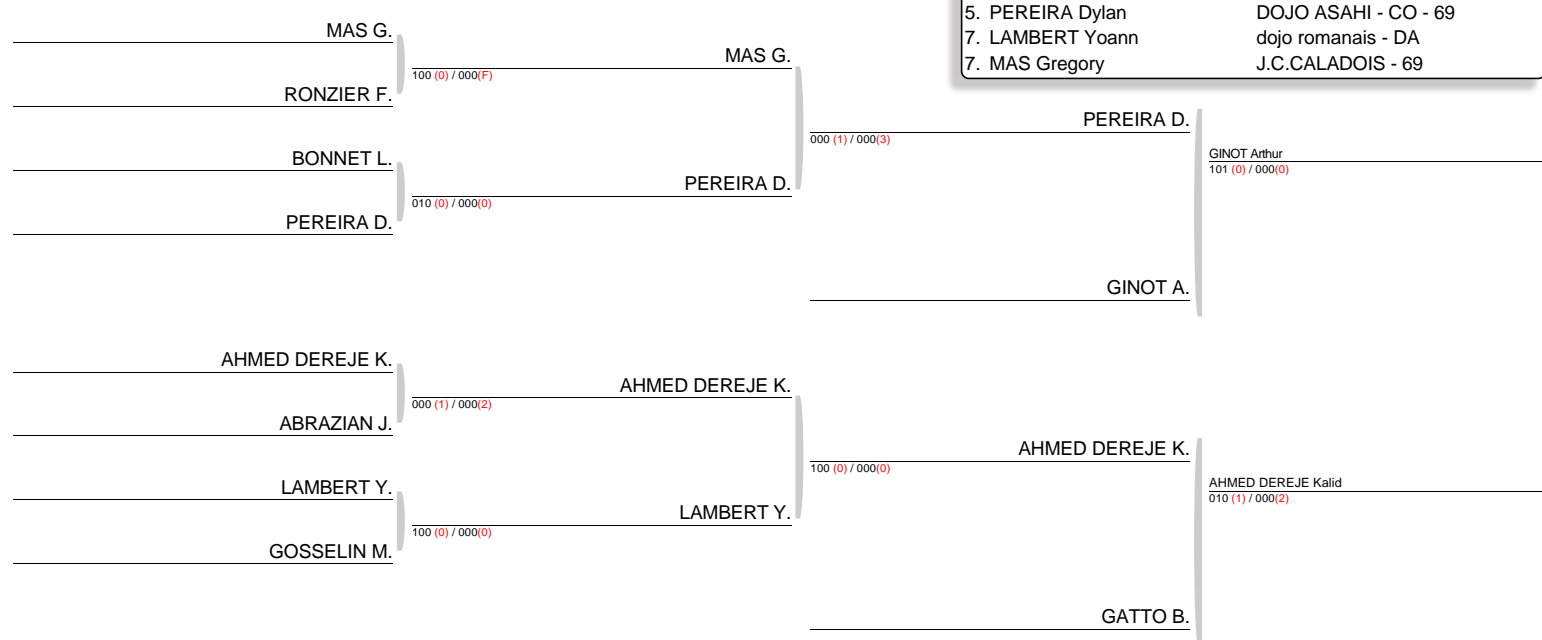 5. PEREIRA Dylan DOJO ASAHI - CO - 69
7. LAMBERT Yoann dojo romanais - DA
7. MAS Gregory J.C.CALADOIS - 69
MAS G.
RONZIER F.
BONNET L.
PEREIRA D.
AHMED DEREJE K.
ABRAZIAN J.
LAMBERT Y.
GOSSELIN M.
MAS G.
100 (0) / 000(F)
PEREIRA D.
010 (0) / 000(0)
AHMED DEREJE K.
000 (1) / 000(2)
LAMBERT Y.
100 (0) / 000(0)
PEREIRA D.
000 (1) / 000(3)
GINOT A.
AHMED DEREJE K.
100 (0) / 000(0)
GATTO B.
GINOT Arthur
101 (0) / 000(0)
AHMED DEREJE Kalid
010 (1) / 000(2)